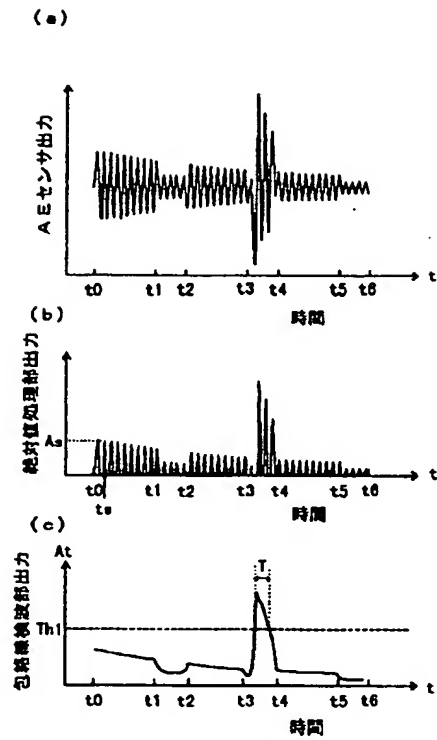 (a)
AEセンサ出力
t0 t1 t2 t3 t4 t5 t6
t
時間
(b)
絶対値処理部出力
As
t0 t1 t2 t3 t4 t5 t6
t
ts
時間
(c)
包絡線検波部出力
At
T
Th1
t0 t1 t2 t3 t4 t5 t6
t
時間